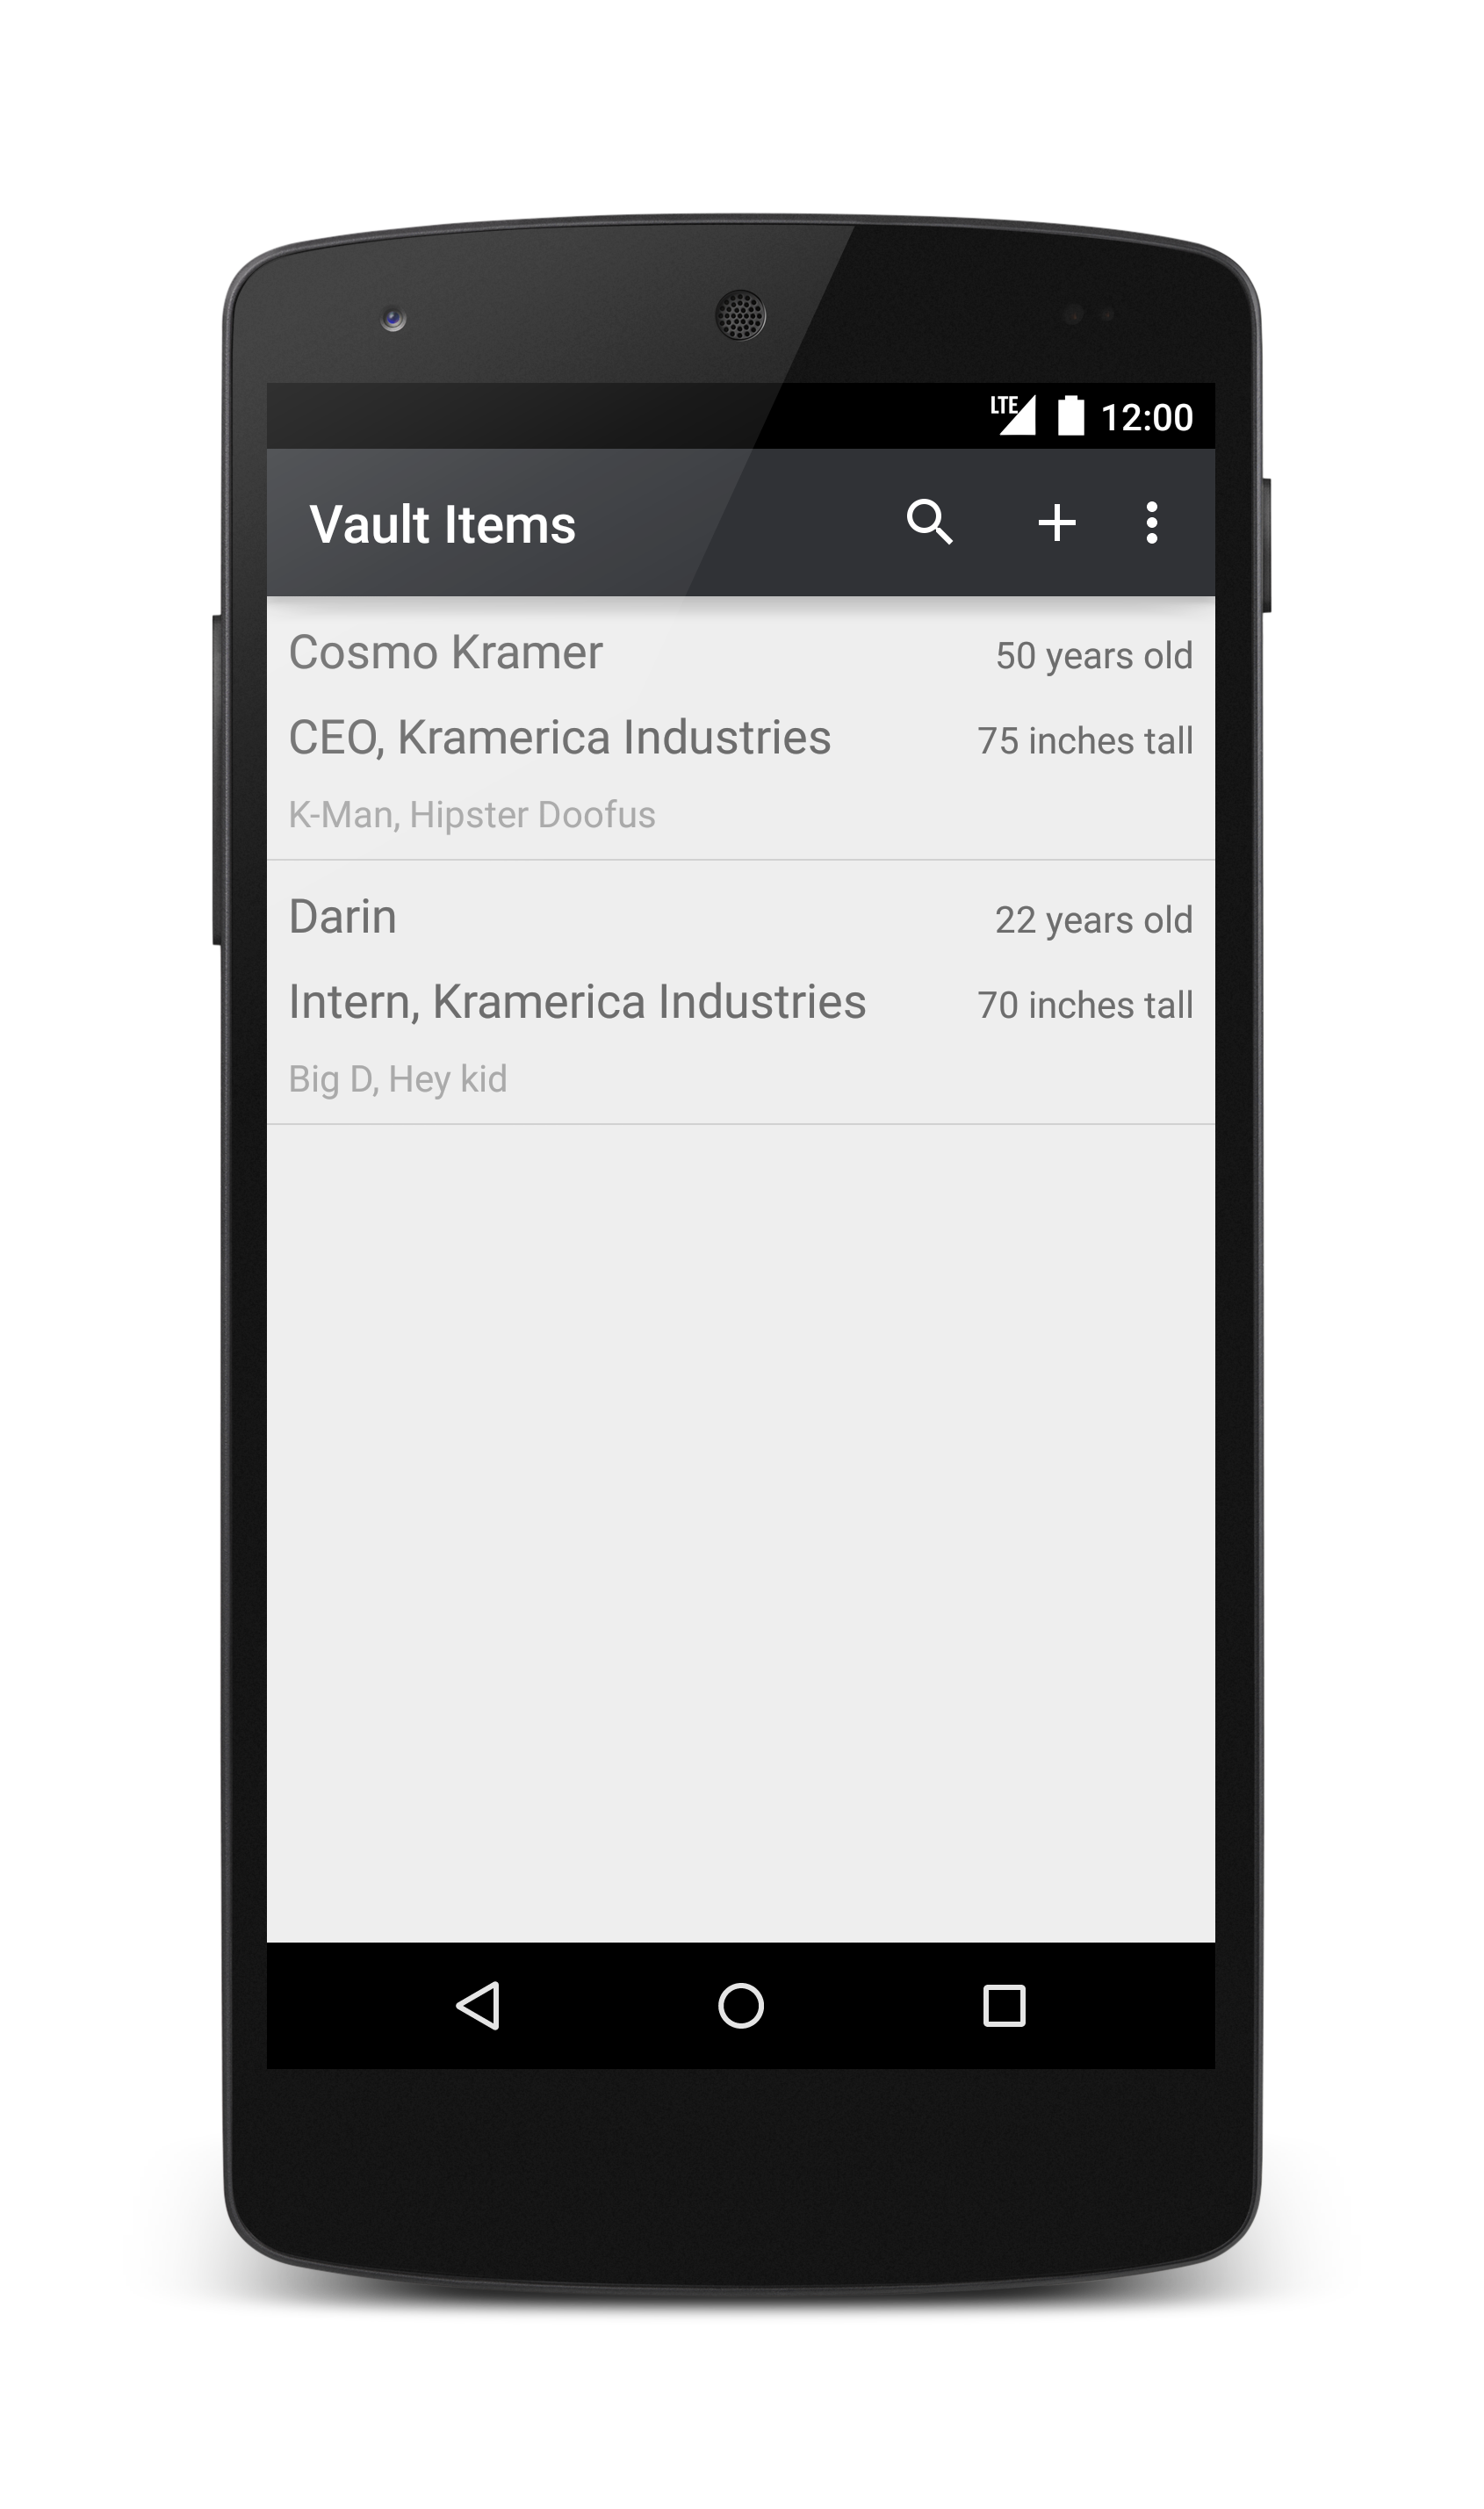 LTE 12:00
Vault Items
Cosmo Kramer 50 years old
CEO, Kramerica Industries 75 inches tall
K-Man, Hipster Doofus
Darin 22 years old
Intern, Kramerica Industries 70 inches tall
Big D, Hey kid